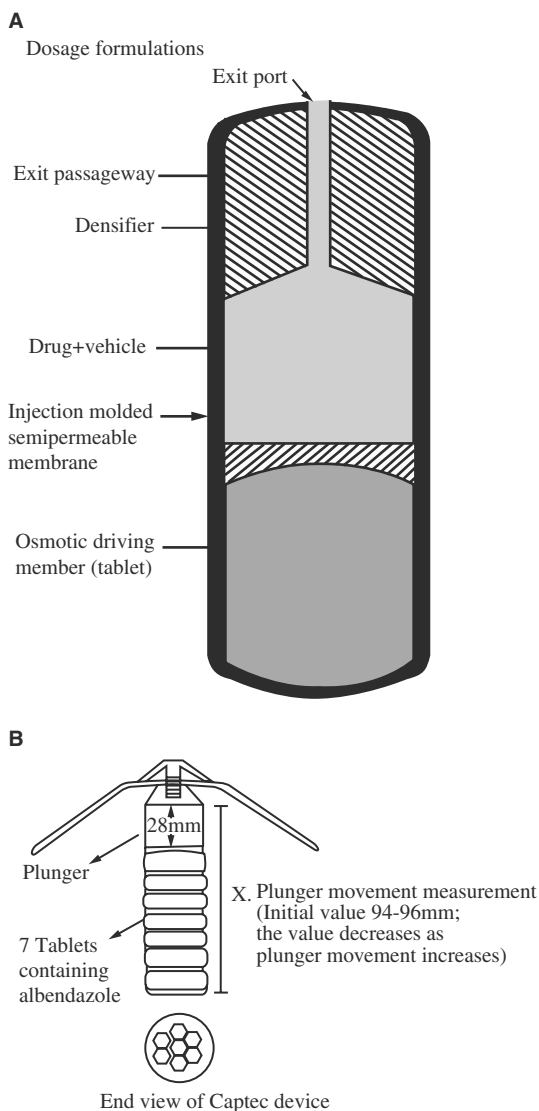 A
Dosage formulations
Exit port
Exit passageway
Densifier
Drug+vehicle
Injection molded
semipermeable
membrane
Osmotic driving
member (tablet)
B
28mm
Plunger
X. Plunger movement measurement
(Initial value 94-96mm;
the value decreases as
plunger movement increases)
7 Tablets
containing
albendazole
End view of Captec device